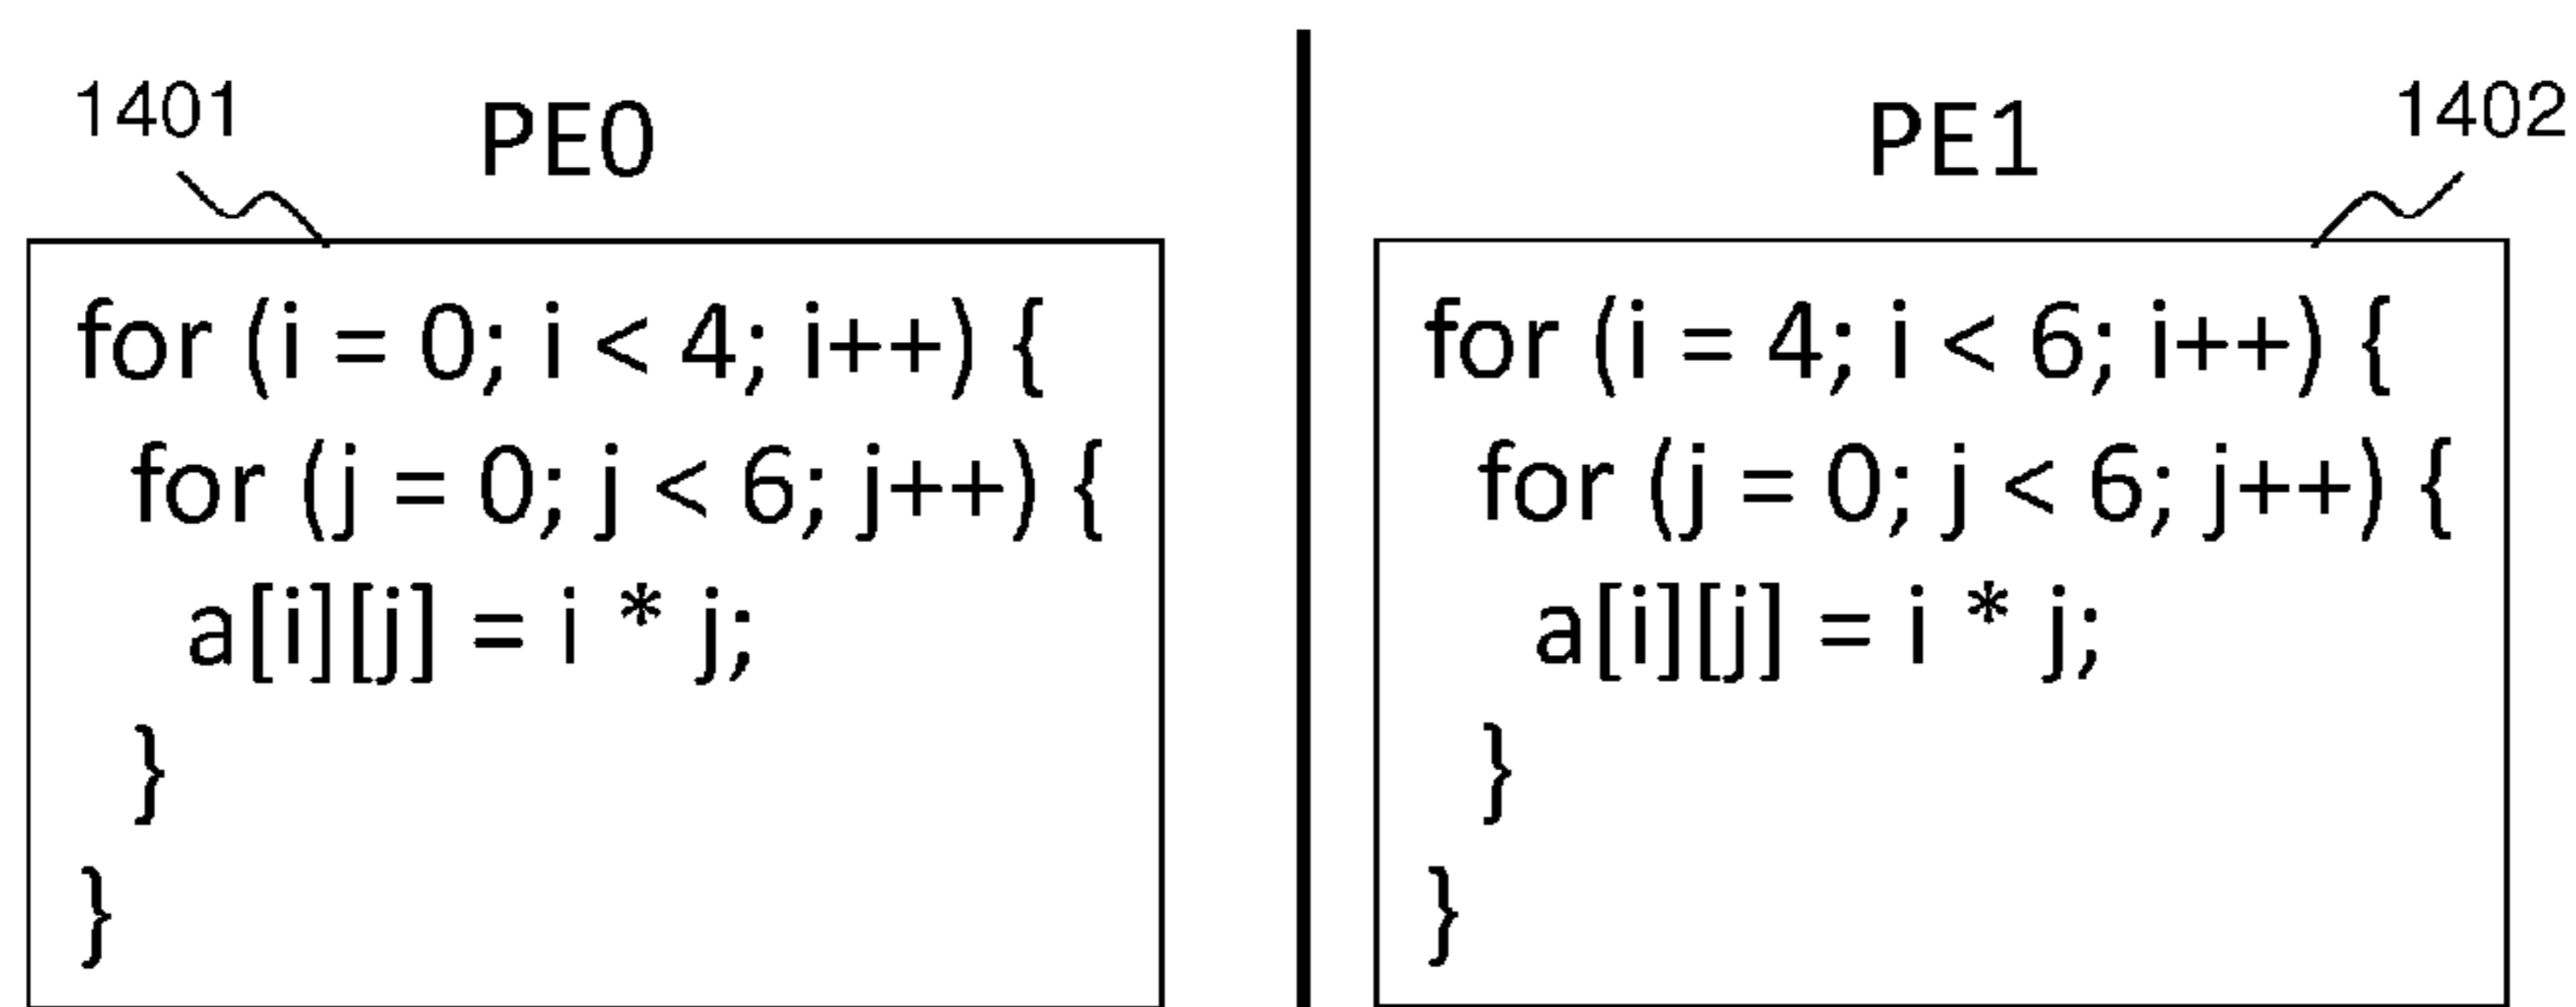 1401
PE0
for (i = 0; i < 4; i++) {
for (j = 0; j < 6; j++) {
a[i][j] = i * j;
}
}
PE1
1402
for (i = 4; i < 6; i++) {
for (j = 0; j < 6; j++) {
a[i][j] = i * j;
}
}